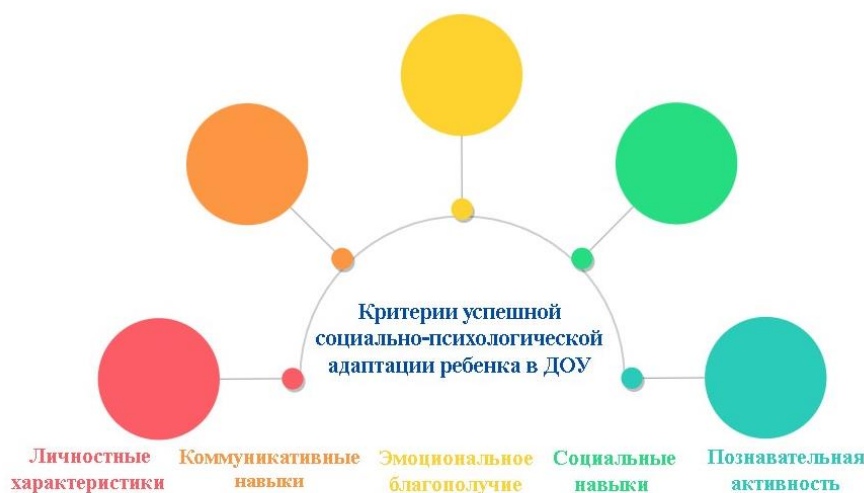 Критерии успешной
социально-психологической
адаптации ребенка в ДОУ
Личностные
характеристики
Коммуникативные
навыки
Эмоциональное
благополучие
Социальные
навыки
Познавательная
активность